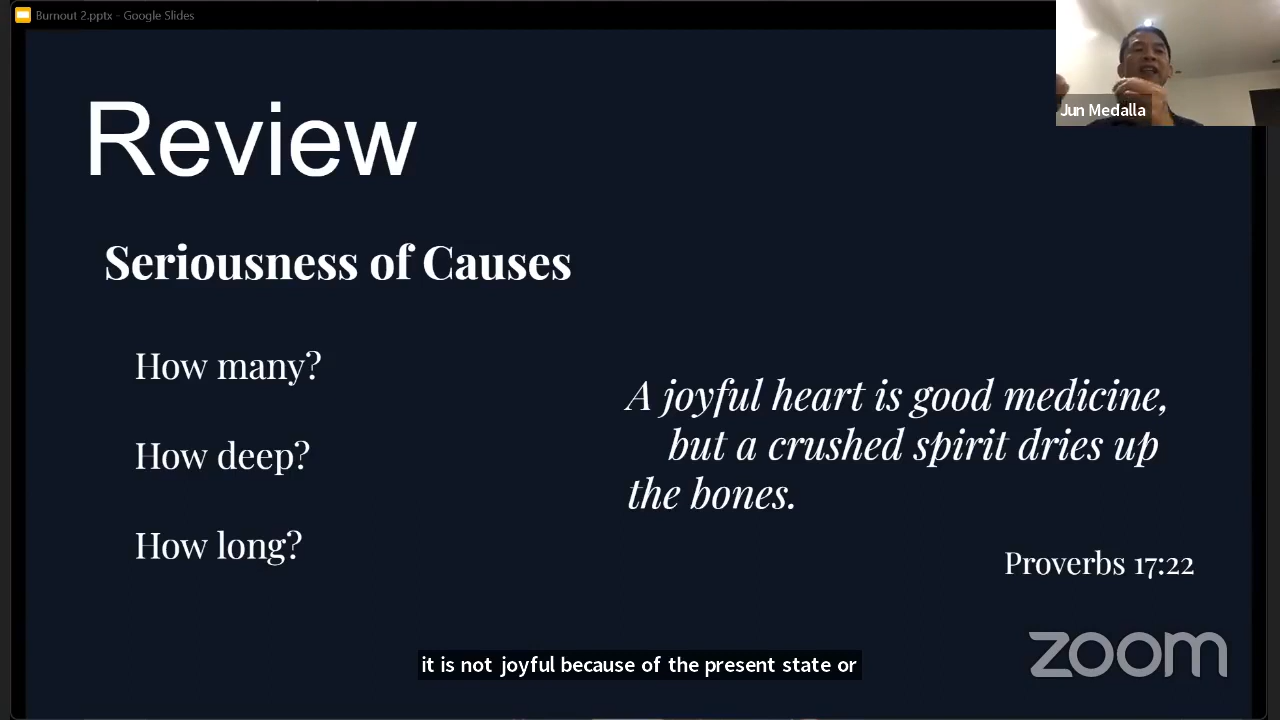 Burnout 2.pptx - Google Slides
Jun Medalla
Review
Seriousness of Causes
How many?
How deep?
How long?
A joyful heart is good medicine,
but a crushed spirit dries up
the bones.
Proverbs 17:22
it is not joyful because of the present state or
zoom